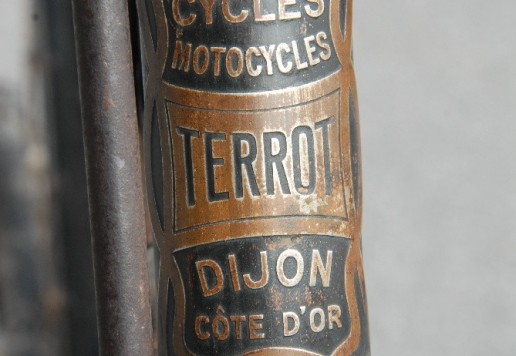 CYCLES
MOTOCYCLES
TERROT
DIJON
CÔTE D'OR